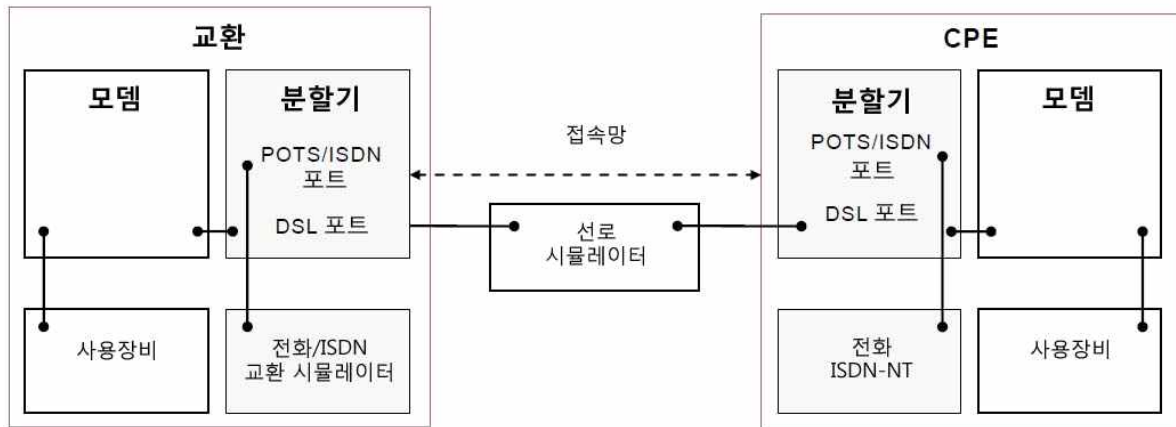 교환
모뎀
분할기
POTS/ISDN
포트
DSL 포트
사용장비
전화/ISDN
교환 시뮬레이터
접속망
선로
시뮬레이터
CPE
분할기
모뎀
POTS/ISDN
포트
DSL 포트
전화
ISDN-NT
사용장비